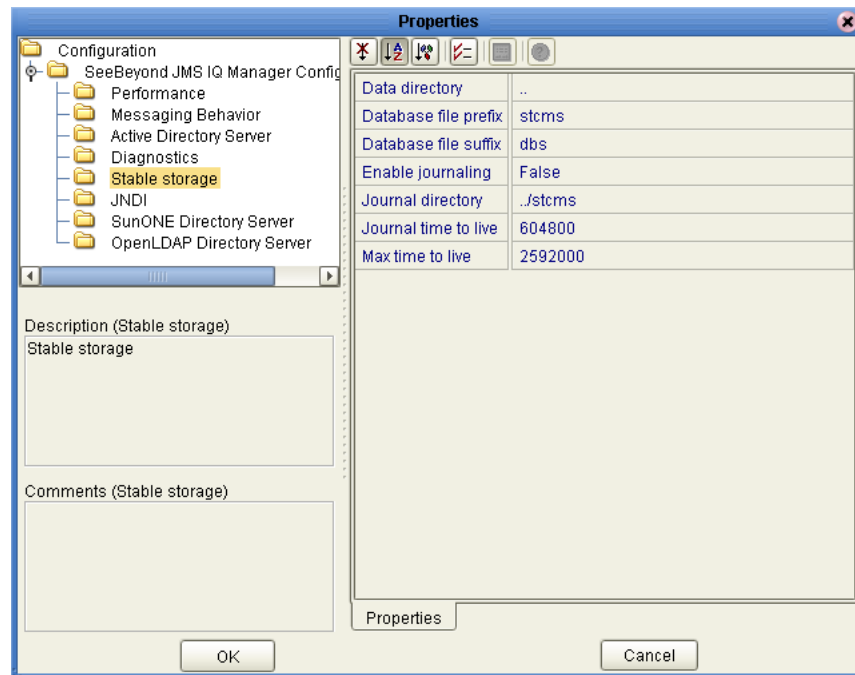 Properties
Configuration
SeeBeyond JMS IQ Manager Config
Performance
Messaging Behavior
Active Directory Server
Diagnostics
Stable storage
JNDI
SunONE Directory Server
OpenLDAP Directory Server
Description (Stable storage)
Stable storage
Comments (Stable storage)
OK
Data directory ..
Database file prefix stcms
Database file suffix dbs
Enable journaling False
Journal directory ../stcms
Journal time to live 604800
Max time to live 2592000
Properties
Cancel